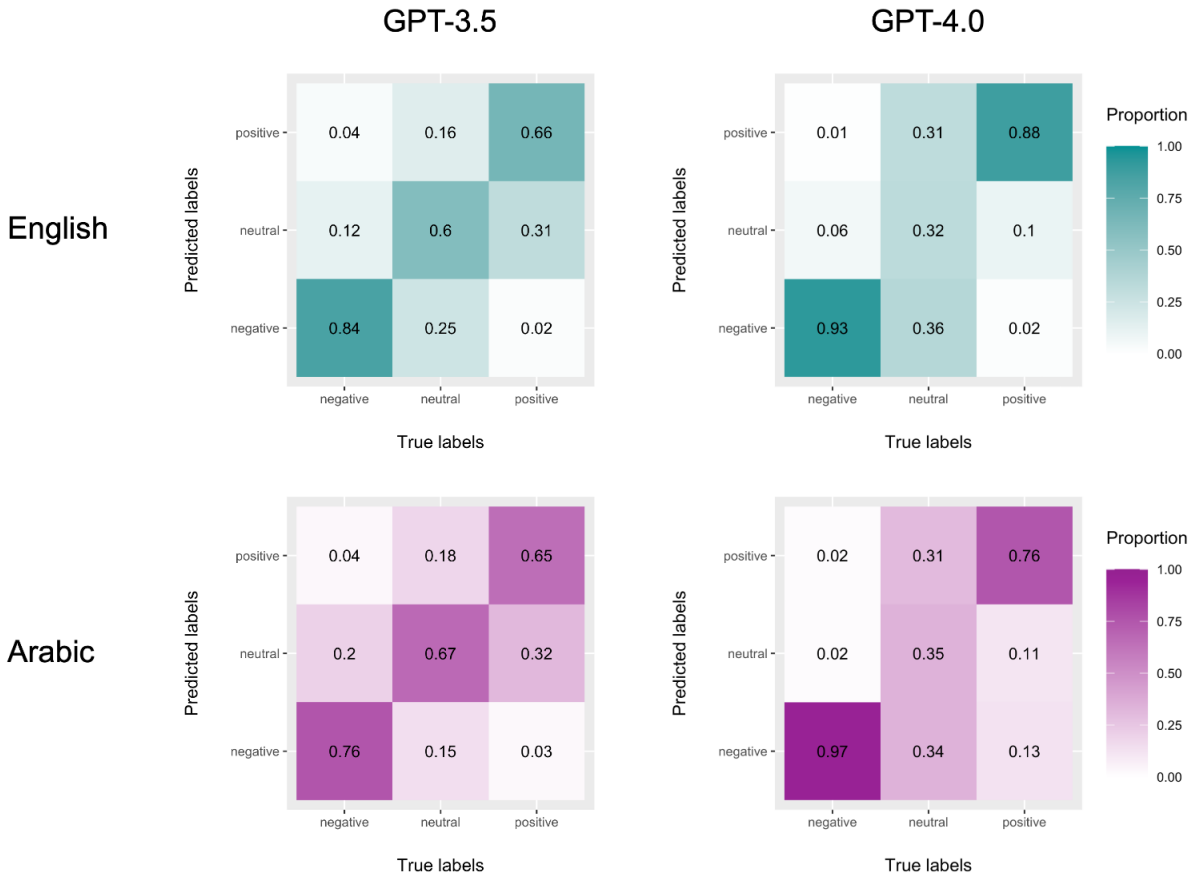 GPT-3.5 GPT-4.0
English
Predicted labels
positive 0.04 0.16 0.66
neutral 0.12 0.6 0.31
negative 0.84 0.25 0.02
negative neutral positive
True labels
Predicted labels
positive 0.01 0.31 0.88
neutral 0.06 0.32 0.1
negative 0.93 0.36 0.02
negative neutral positive
True labels
Proportion
1.00
0.75
0.50
0.25
0.00
Arabic
Predicted labels
positive 0.04 0.18 0.65
neutral 0.2 0.67 0.32
negative 0.76 0.15 0.03
negative neutral positive
True labels
Predicted labels
positive 0.02 0.31 0.76
neutral 0.02 0.35 0.11
negative 0.97 0.34 0.13
negative neutral positive
True labels
Proportion
1.00
0.75
0.50
0.25
0.00